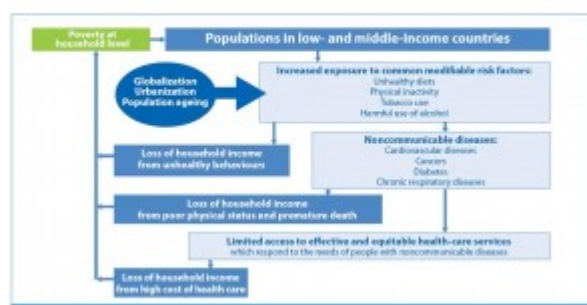 Poverty at
household level
Populations in low- and middle-income countries
Globalization
Urbanization
Population ageing
Increased exposure to common modifiable risk factors:
Unhealthy diets
Physical inactivity
Tobacco use
Harmful use of alcohol
Loss of household income
from unhealthy behaviours
Noncommunicable diseases:
Cardiovascular diseases
Cancers
Diabetes
Chronic respiratory diseases
Loss of household income
from poor physical status and premature death
Limited access to effective and equitable health-care services
which respond to the needs of people with noncommunicable diseases
Loss of household income
from high cost of health care